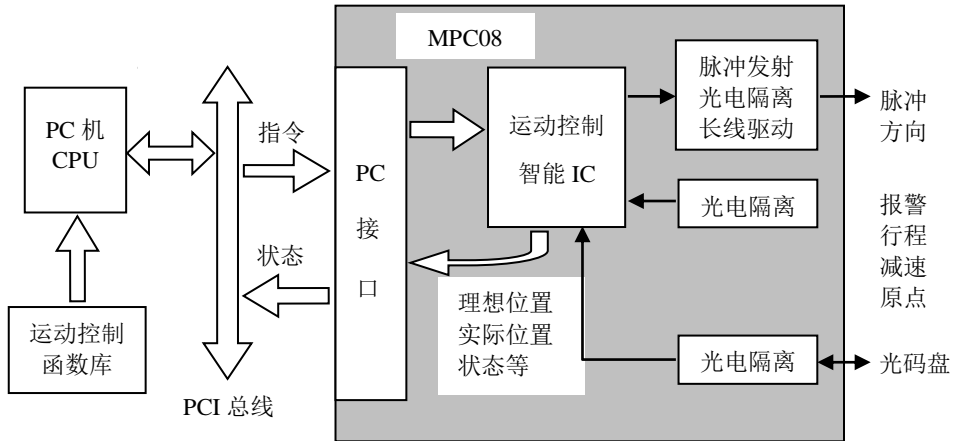 MPC08
PC 机
CPU
运动控制
函数库
指令
状态
PCI 总线
PC
接
口
运动控制
智能 IC
理想位置
实际位置
状态等
脉冲发射
光电隔离
长线驱动
光电隔离
光电隔离
脉冲
方向
报警
行程
减速
原点
光码盘